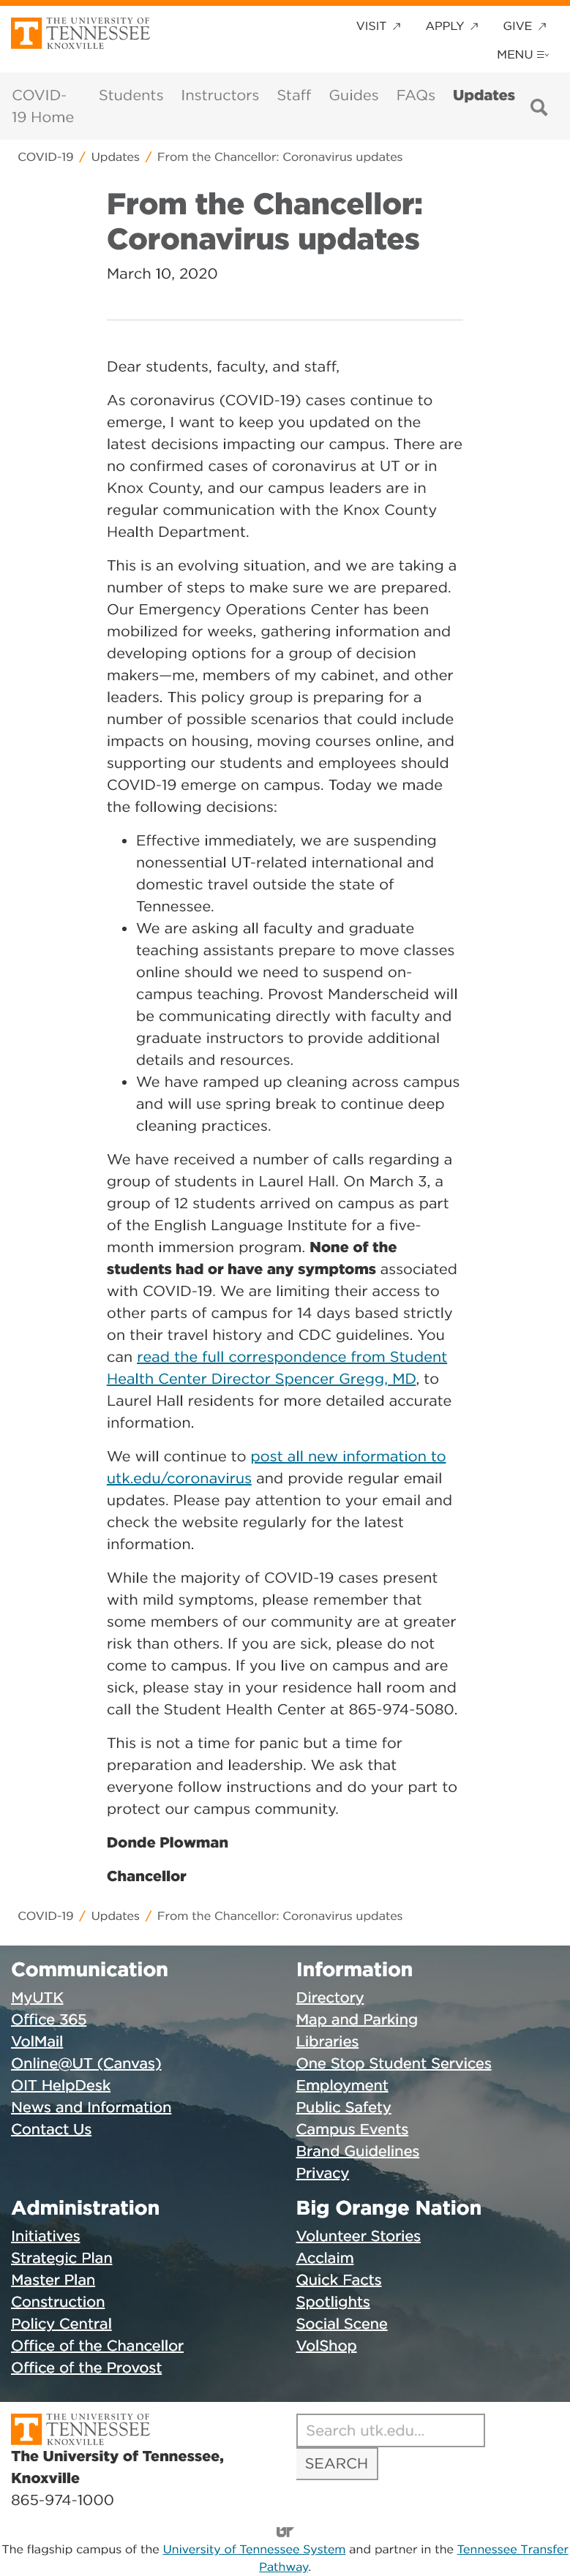 THE UNIVERSITY OF
TENNESSEE
KNOXVILLE
VISIT ↗ APPLY ↗ GIVE ↗
MENU
COVID-
19 Home
Students Instructors Staff Guides FAQs Updates
COVID-19 / Updates / From the Chancellor: Coronavirus updates
From the Chancellor:
Coronavirus updates
March 10, 2020
Dear students, faculty, and staff,
As coronavirus (COVID-19) cases continue to
emerge, I want to keep you updated on the
latest decisions impacting our campus. There are
no confirmed cases of coronavirus at UT or in
Knox County, and our campus leaders are in
regular communication with the Knox County
Health Department.
This is an evolving situation, and we are taking a
number of steps to make sure we are prepared.
Our Emergency Operations Center has been
mobilized for weeks, gathering information and
developing options for a group of decision
makers—me, members of my cabinet, and other
leaders. This policy group is preparing for a
number of possible scenarios that could include
impacts on housing, moving courses online, and
supporting our students and employees should
COVID-19 emerge on campus. Today we made
the following decisions:
• Effective immediately, we are suspending
nonessential UT-related international and
domestic travel outside the state of
Tennessee.
• We are asking all faculty and graduate
teaching assistants prepare to move classes
online should we need to suspend on-
campus teaching. Provost Manderscheid will
be communicating directly with faculty and
graduate instructors to provide additional
details and resources.
• We have ramped up cleaning across campus
and will use spring break to continue deep
cleaning practices.
We have received a number of calls regarding a
group of students in Laurel Hall. On March 3, a
group of 12 students arrived on campus as part
of the English Language Institute for a five-
month immersion program. None of the
students had or have any symptoms associated
with COVID-19. We are limiting their access to
other parts of campus for 14 days based strictly
on their travel history and CDC guidelines. You
can read the full correspondence from Student
Health Center Director Spencer Gregg, MD, to
Laurel Hall residents for more detailed accurate
information.
We will continue to post all new information to
utk.edu/coronavirus and provide regular email
updates. Please pay attention to your email and
check the website regularly for the latest
information.
While the majority of COVID-19 cases present
with mild symptoms, please remember that
some members of our community are at greater
risk than others. If you are sick, please do not
come to campus. If you live on campus and are
sick, please stay in your residence hall room and
call the Student Health Center at 865-974-5080.
This is not a time for panic but a time for
preparation and leadership. We ask that
everyone follow instructions and do your part to
protect our campus community.
Donde Plowman
Chancellor
COVID-19 / Updates / From the Chancellor: Coronavirus updates
Communication
MyUTK
Office 365
VolMail
Online@UT (Canvas)
OIT HelpDesk
News and Information
Contact Us
Information
Directory
Map and Parking
Libraries
One Stop Student Services
Employment
Public Safety
Campus Events
Brand Guidelines
Privacy
Administration
Initiatives
Strategic Plan
Master Plan
Construction
Policy Central
Office of the Chancellor
Office of the Provost
Big Orange Nation
Volunteer Stories
Acclaim
Quick Facts
Spotlights
Social Scene
VolShop
THE UNIVERSITY OF
TENNESSEE
KNOXVILLE
The University of Tennessee,
Knoxville
865-974-1000
Search utk.edu...
SEARCH
UT
The flagship campus of the University of Tennessee System and partner in the Tennessee Transfer
Pathway.